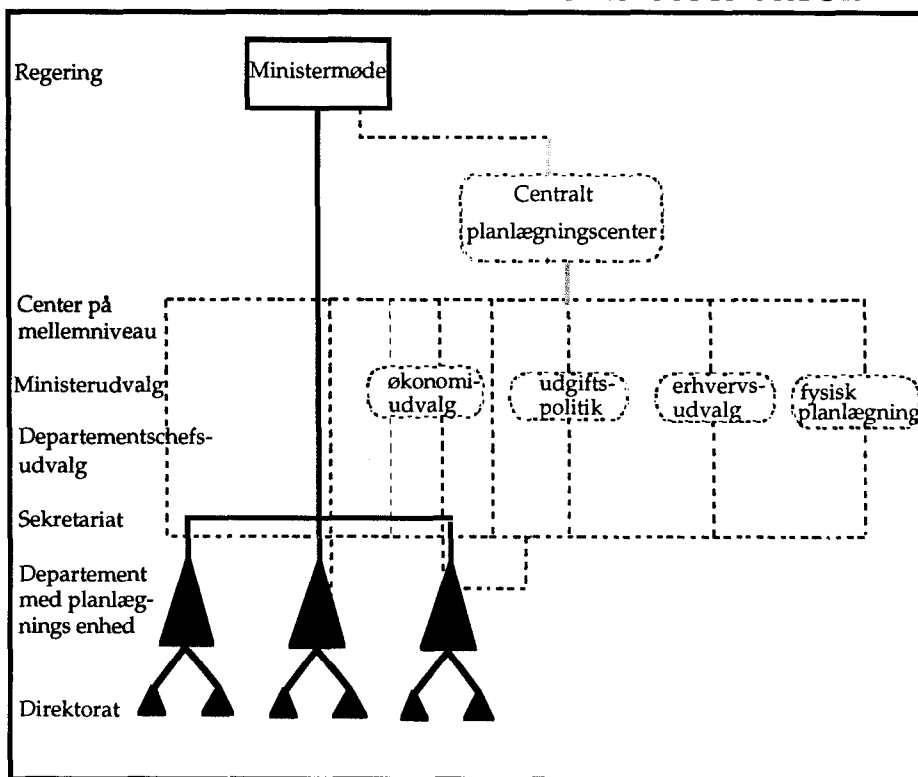 Regering
Ministermøde
Centralt
planlægningscenter
Center på
mellemniveau
Ministerudvalg
økonomi-
udvalg
udgifts-
politik
erhvervs-
udvalg
fysisk
planlægning
Departementschefs-
udvalg
Sekretariat
Departement
med planlæg-
nings enhed
Direktorat